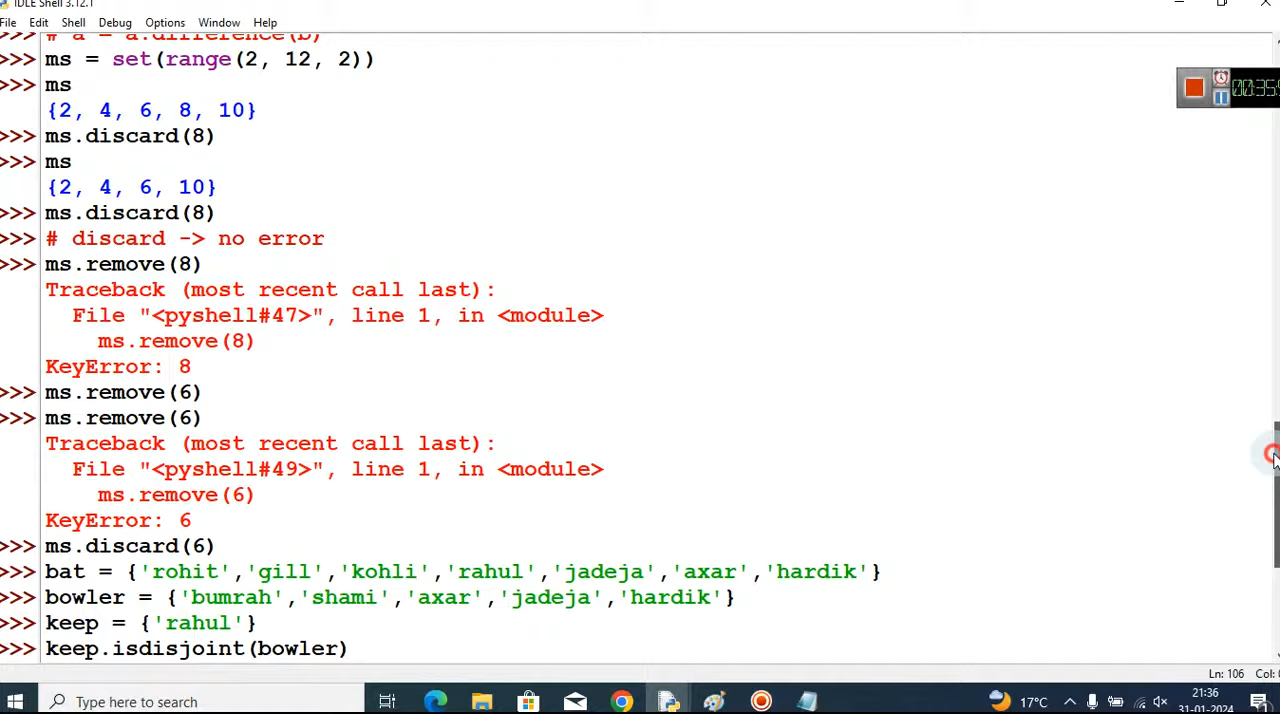 IDLE Shell 3.12.1
File Edit Shell Debug Options Window Help
>>> # a = a.difference(b)
>>> ms = set(range(2, 12, 2))
>>> ms
{2, 4, 6, 8, 10}
>>> ms.discard(8)
>>> ms
{2, 4, 6, 10}
>>> ms.discard(8)
>>> # discard -> no error
>>> ms.remove(8)
Traceback (most recent call last):
File "<pyshell#47>", line 1, in <module>
ms.remove(8)
KeyError: 8
>>> ms.remove(6)
>>> ms.remove(6)
Traceback (most recent call last):
File "<pyshell#49>", line 1, in <module>
ms.remove(6)
KeyError: 6
>>> ms.discard(6)
>>> bat = {'rohit','gill','kohli','rahul','jadeja','axar','hardik'}
>>> bowler = {'bumrah','shami','axar','jadeja','hardik'}
>>> keep = {'rahul'}
>>> keep.isdisjoint(bowler)
00:35
Ln: 106 Col:
Type here to search
17°C
21:36
31-01-2024